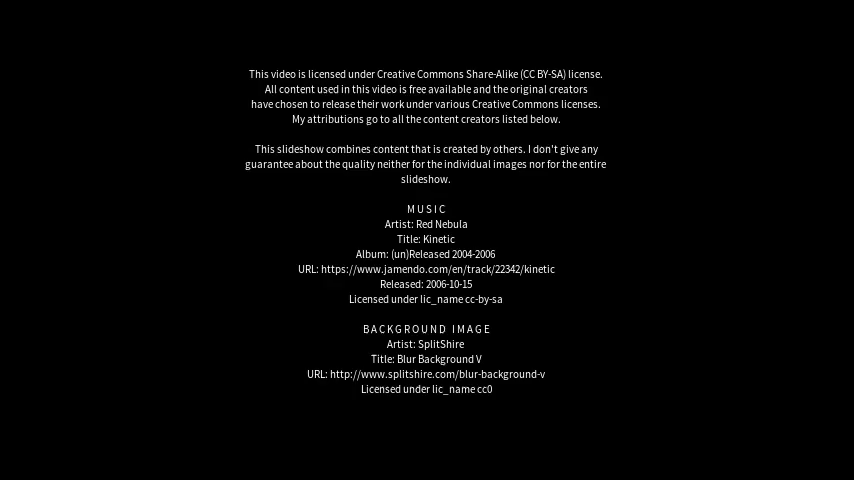 This video is licensed under Creative Commons Share-Alike (CC BY-SA) license.
All content used in this video is free available and the original creators
have chosen to release their work under various Creative Commons licenses.
My attributions go to all the content creators listed below.
This slideshow combines content that is created by others. I don't give any
guarantee about the quality neither for the individual images nor for the entire
slideshow.
MUSIC
Artist: Red Nebula
Title: Kinetic
Album: (un)Released 2004-2006
URL: https://www.jamendo.com/en/track/22342/kinetic
Released: 2006-10-15
Licensed under lic_name cc-by-sa
BACKGROUND IMAGE
Artist: SplitShire
Title: Blur Background V
URL: http://www.splitshire.com/blur-background-v
Licensed under lic_name cc0